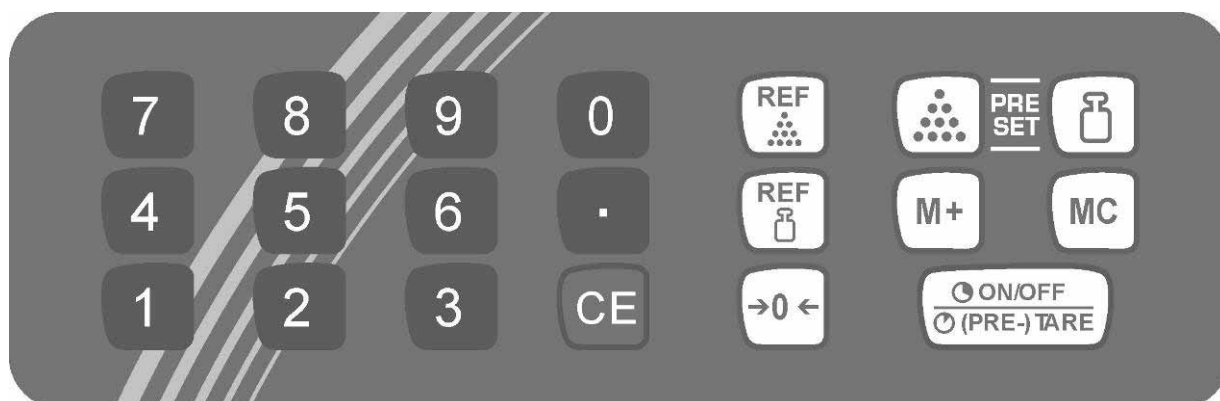 7 8 9 0 REF PRE
SET
4 5 6 . REF M+ MC
1 2 3 CE →0← ON/OFF
(PRE-) TARE